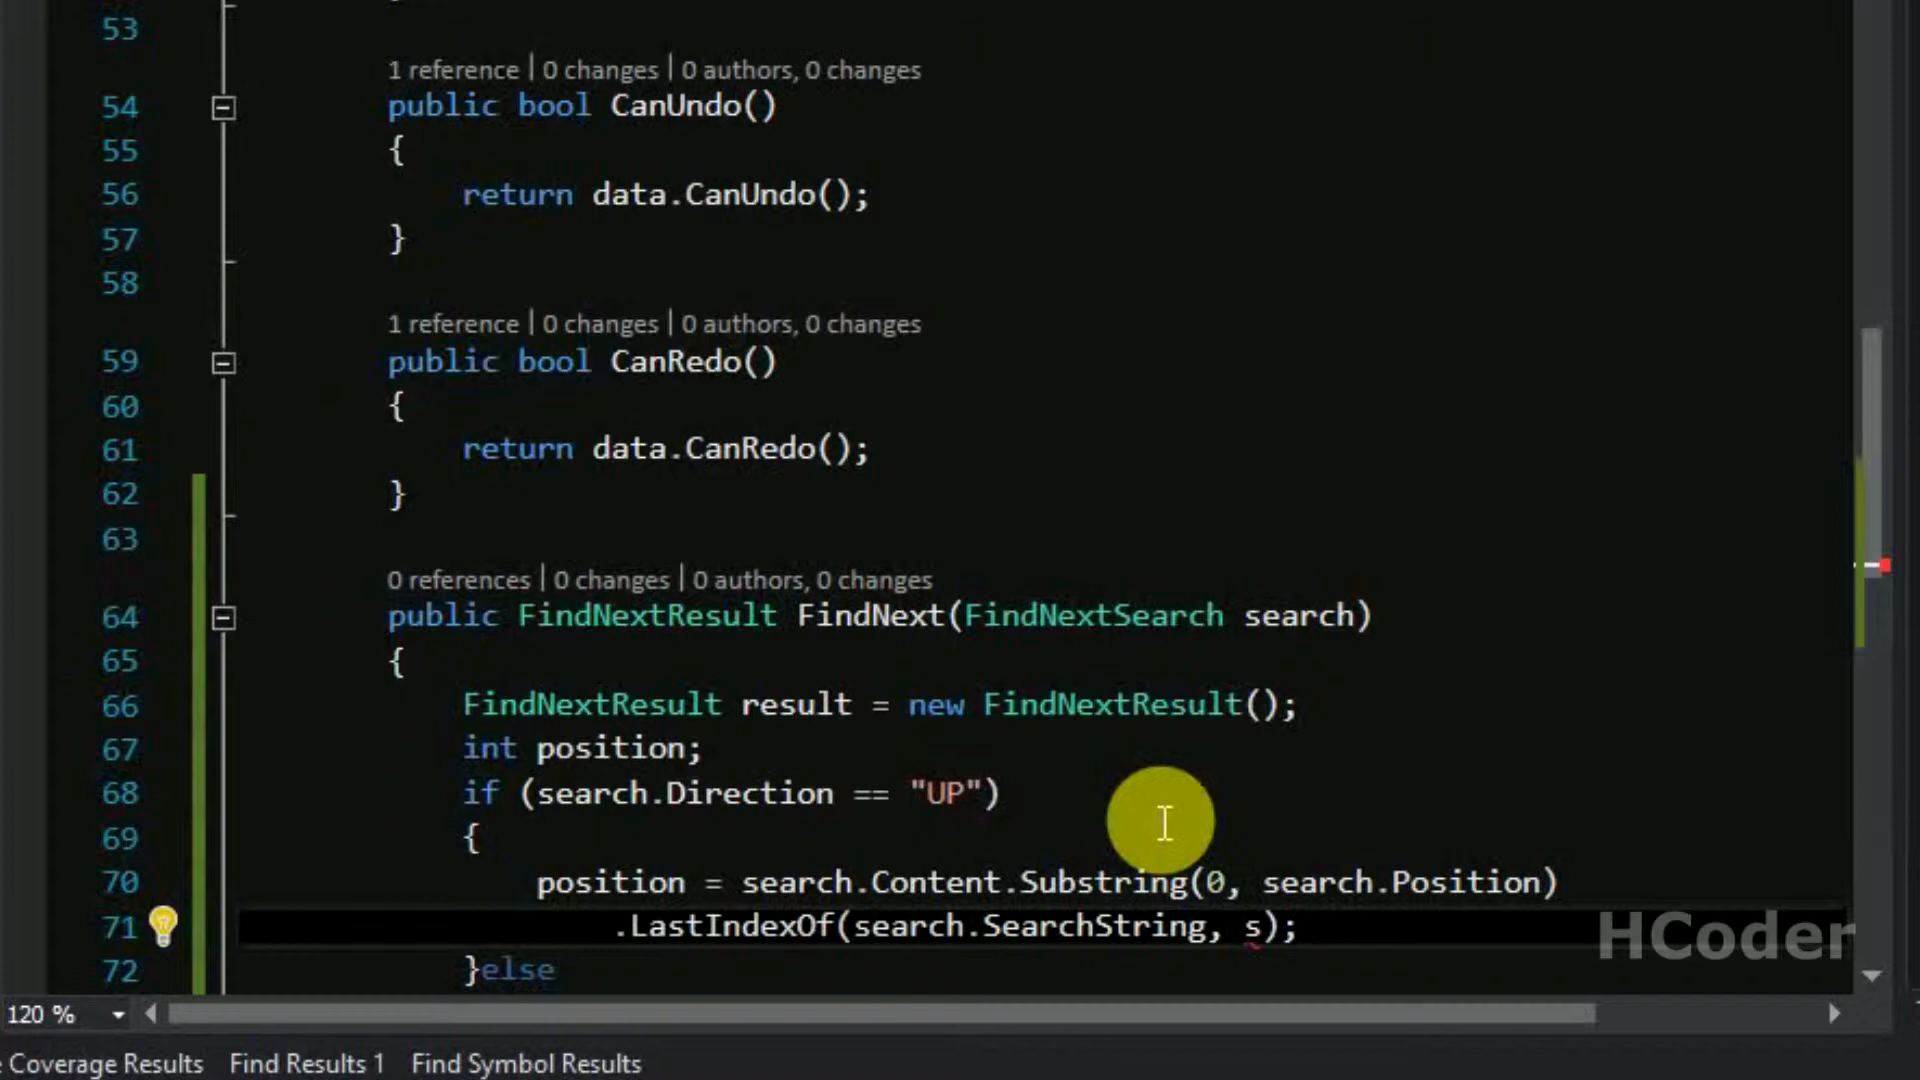 53
1 reference | 0 changes | 0 authors, 0 changes
54 public bool CanUndo()
55 {
56 return data.CanUndo();
57 }
58
1 reference | 0 changes | 0 authors, 0 changes
59 public bool CanRedo()
60 {
61 return data.CanRedo();
62 }
63
0 references | 0 changes | 0 authors, 0 changes
64 public FindNextResult FindNext(FindNextSearch search)
65 {
66 FindNextResult result = new FindNextResult();
67 int position;
68 if (search.Direction == "UP")
69 {
70 position = search.Content.Substring(0, search.Position)
71 .LastIndexOf(search.SearchString, s);
HCoder
72 }else
120 %
Coverage Results Find Results 1 Find Symbol Results